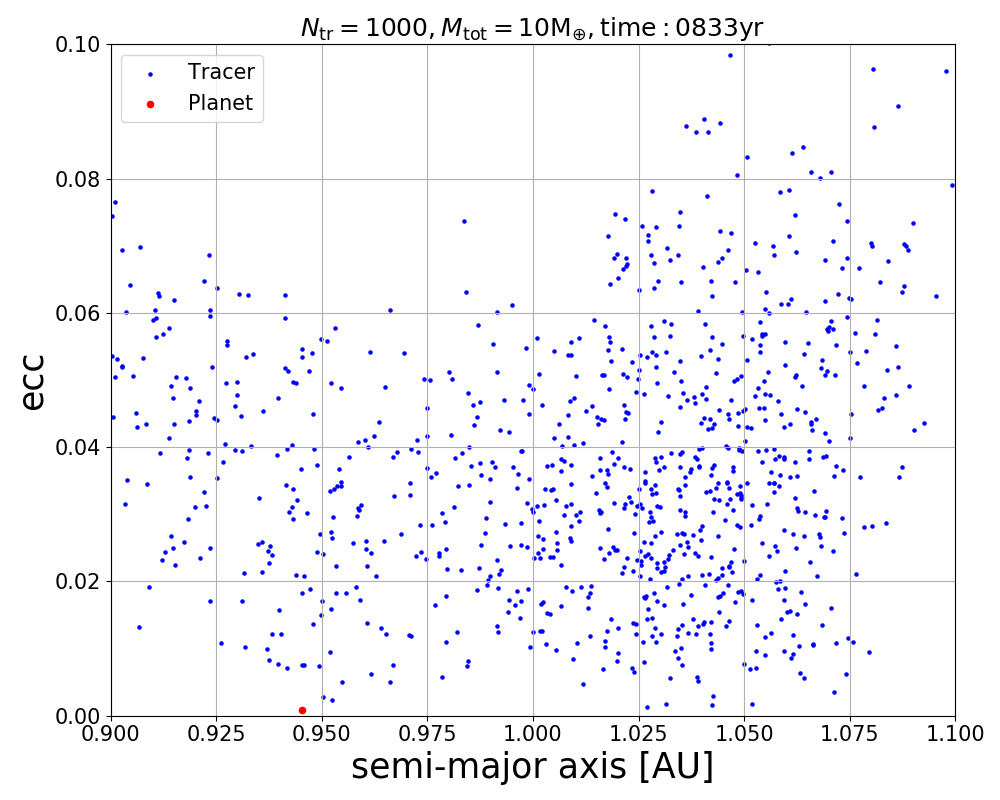 N_tr = 1000, M_tot = 10M_⊕, time : 0833yr
Tracer
Planet
0.10
0.08
0.06
0.04
0.02
0.00
ecc
0.900 0.925 0.950 0.975 1.000 1.025 1.050 1.075 1.100
semi-major axis [AU]